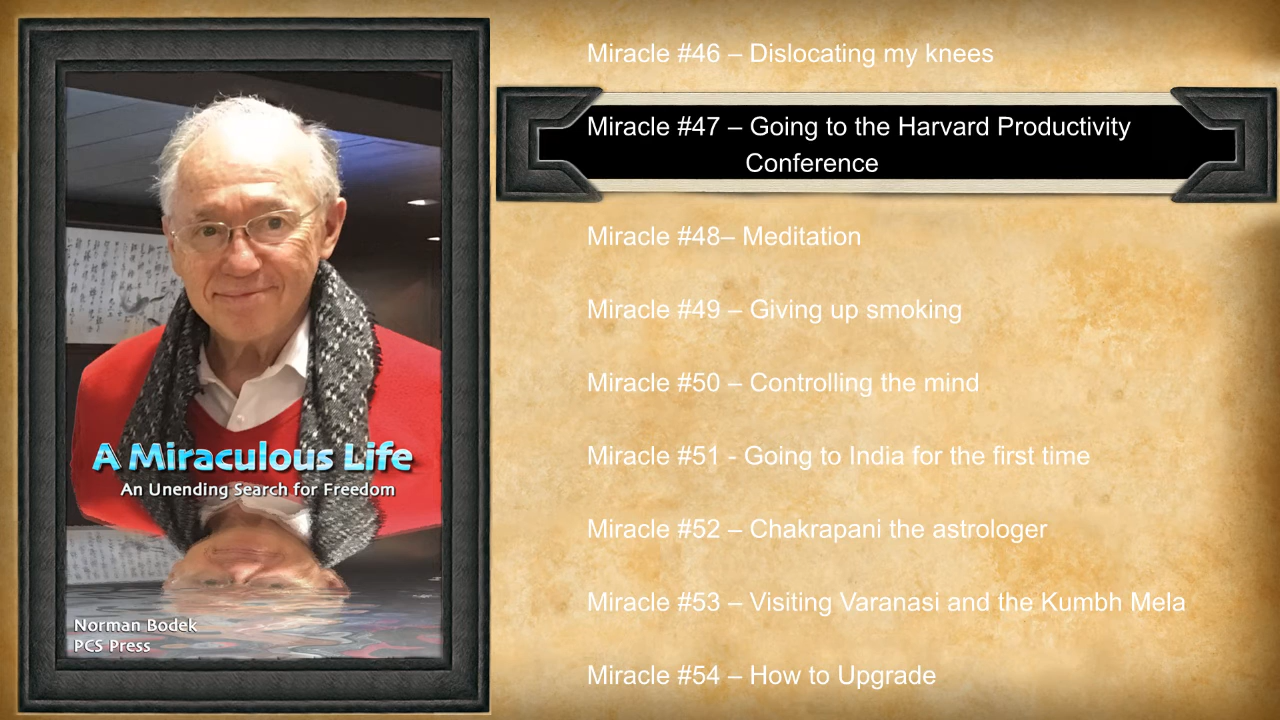 A Miraculous Life
An Unending Search for Freedom
Norman Bodek
PCS Press
Miracle #46 – Dislocating my knees
Miracle #47 – Going to the Harvard Productivity
Conference
Miracle #48– Meditation
Miracle #49 – Giving up smoking
Miracle #50 – Controlling the mind
Miracle #51 - Going to India for the first time
Miracle #52 – Chakrapani the astrologer
Miracle #53 – Visiting Varanasi and the Kumbh Mela
Miracle #54 – How to Upgrade